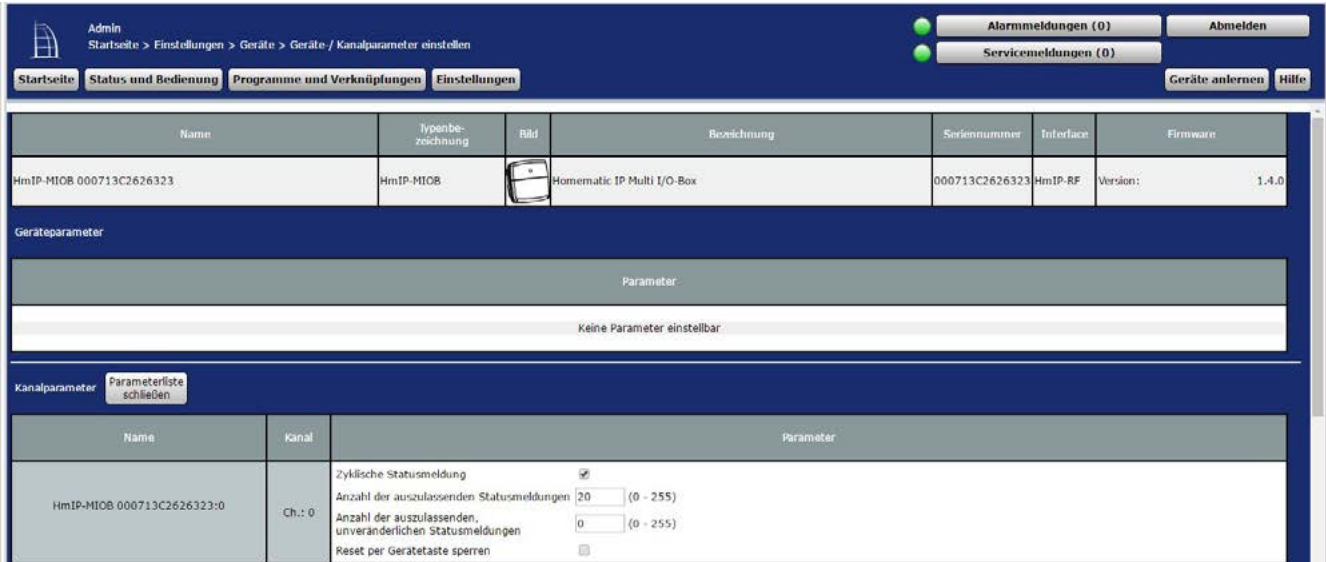 Admin
Startseite > Einstellungen > Geräte > Geräte-/ Kanalparameter einstellen
Alarmmeldungen (0) Abmelden
Servicemeldungen (0)
Startseite Status und Bedienung Programme und Verknüpfungen Einstellungen Geräte anlernen Hilfe
Name Typenbe-
zeichnung Bild Bezeichnung Seriennummer Interface Firmware
HmIP-MIOB 000713C2626323 HmIP-MIOB Homematic IP Multi I/O-Box 000713C2626323 HmIP-RF Version: 1.4.0
Geräteparameter
Parameter
Keine Parameter einstellbar
Kanalparameter Parameterliste
schließen
Name Kanal Parameter
HmIP-MIOB 000713C2626323:0 Ch.: 0
Zyklische Statusmeldung
Anzahl der auszulassenden Statusmeldungen 20 (0 - 255)
Anzahl der auszulassenden,
unveränderlichen Statusmeldungen 0 (0 - 255)
Reset per Gerätetaste sperren